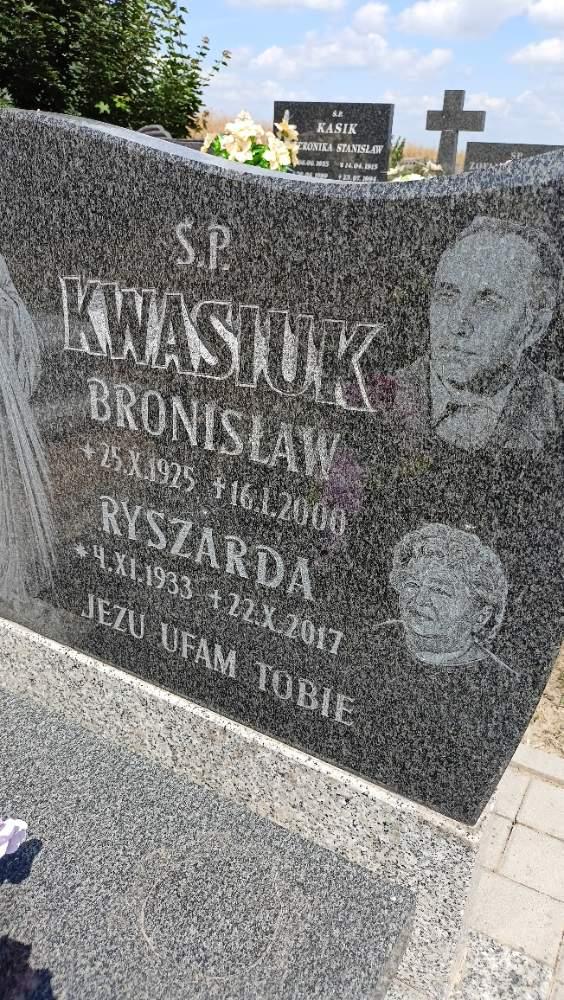 Ś.P.
KASIK
STANISŁAW
Ś.P.
KWASIUK
BRONISŁAW
*25.X.1925 +16.I.2000
RYSZARDA
*4.XI.1933 +22.X.2017
JEZU UFAM TOBIE